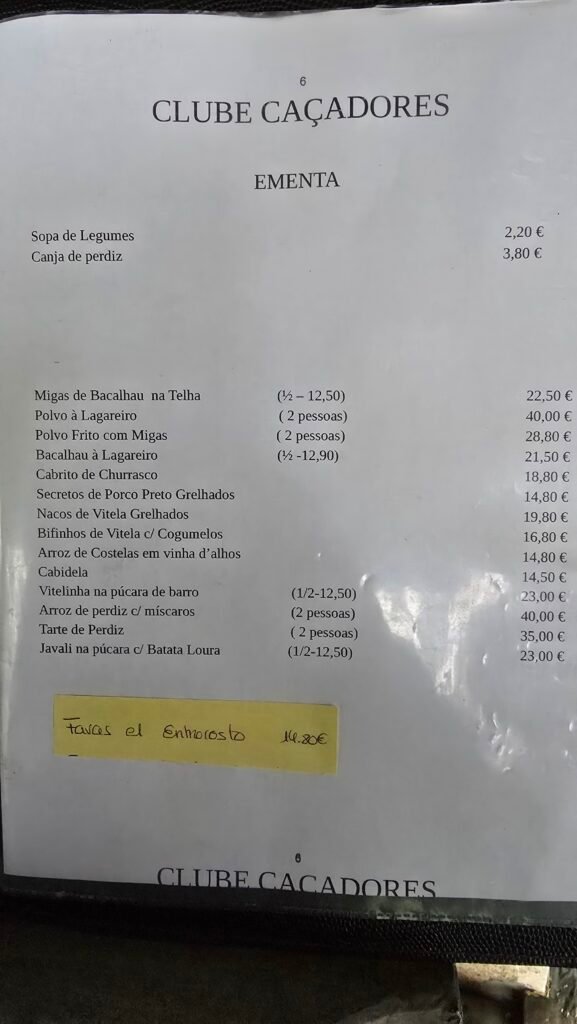 6
CLUBE CAÇADORES
EMENTA
Sopa de Legumes 2,20 €
Canja de perdiz 3,80 €
Migas de Bacalhau na Telha (½ – 12,50) 22,50 €
Polvo à Lagareiro ( 2 pessoas) 40,00 €
Polvo Frito com Migas ( 2 pessoas) 28,80 €
Bacalhau à Lagareiro (½ -12,90) 21,50 €
Cabrito de Churrasco 18,80 €
Secretos de Porco Preto Grelhados 14,80 €
Nacos de Vitela Grelhados 19,80 €
Bifinhos de Vitela c/ Cogumelos 16,80 €
Arroz de Costelas em vinha d’alhos 14,80 €
Cabidela 14,50 €
Vitelinha na púcara de barro (1/2-12,50) 23,00 €
Arroz de perdiz c/ míscaros (2 pessoas) 40,00 €
Tarte de Perdiz ( 2 pessoas) 35,00 €
Javali na púcara c/ Batata Loura (1/2-12,50) 23,00 €
Favas c/ Entrecosto 14.80€
6
CLUBE CAÇADORES